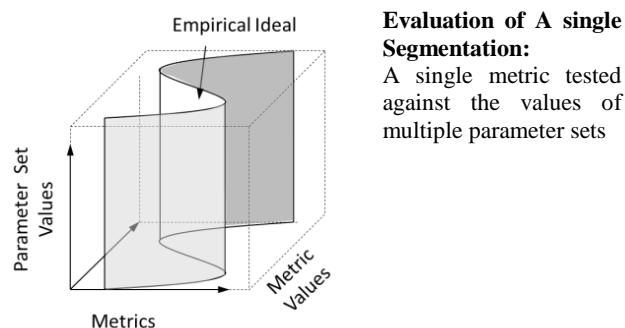 Empirical Ideal
Parameter Set
Values
Metrics
Metric
Values
Evaluation of A single
Segmentation:
A single metric tested
against the values of
multiple parameter sets